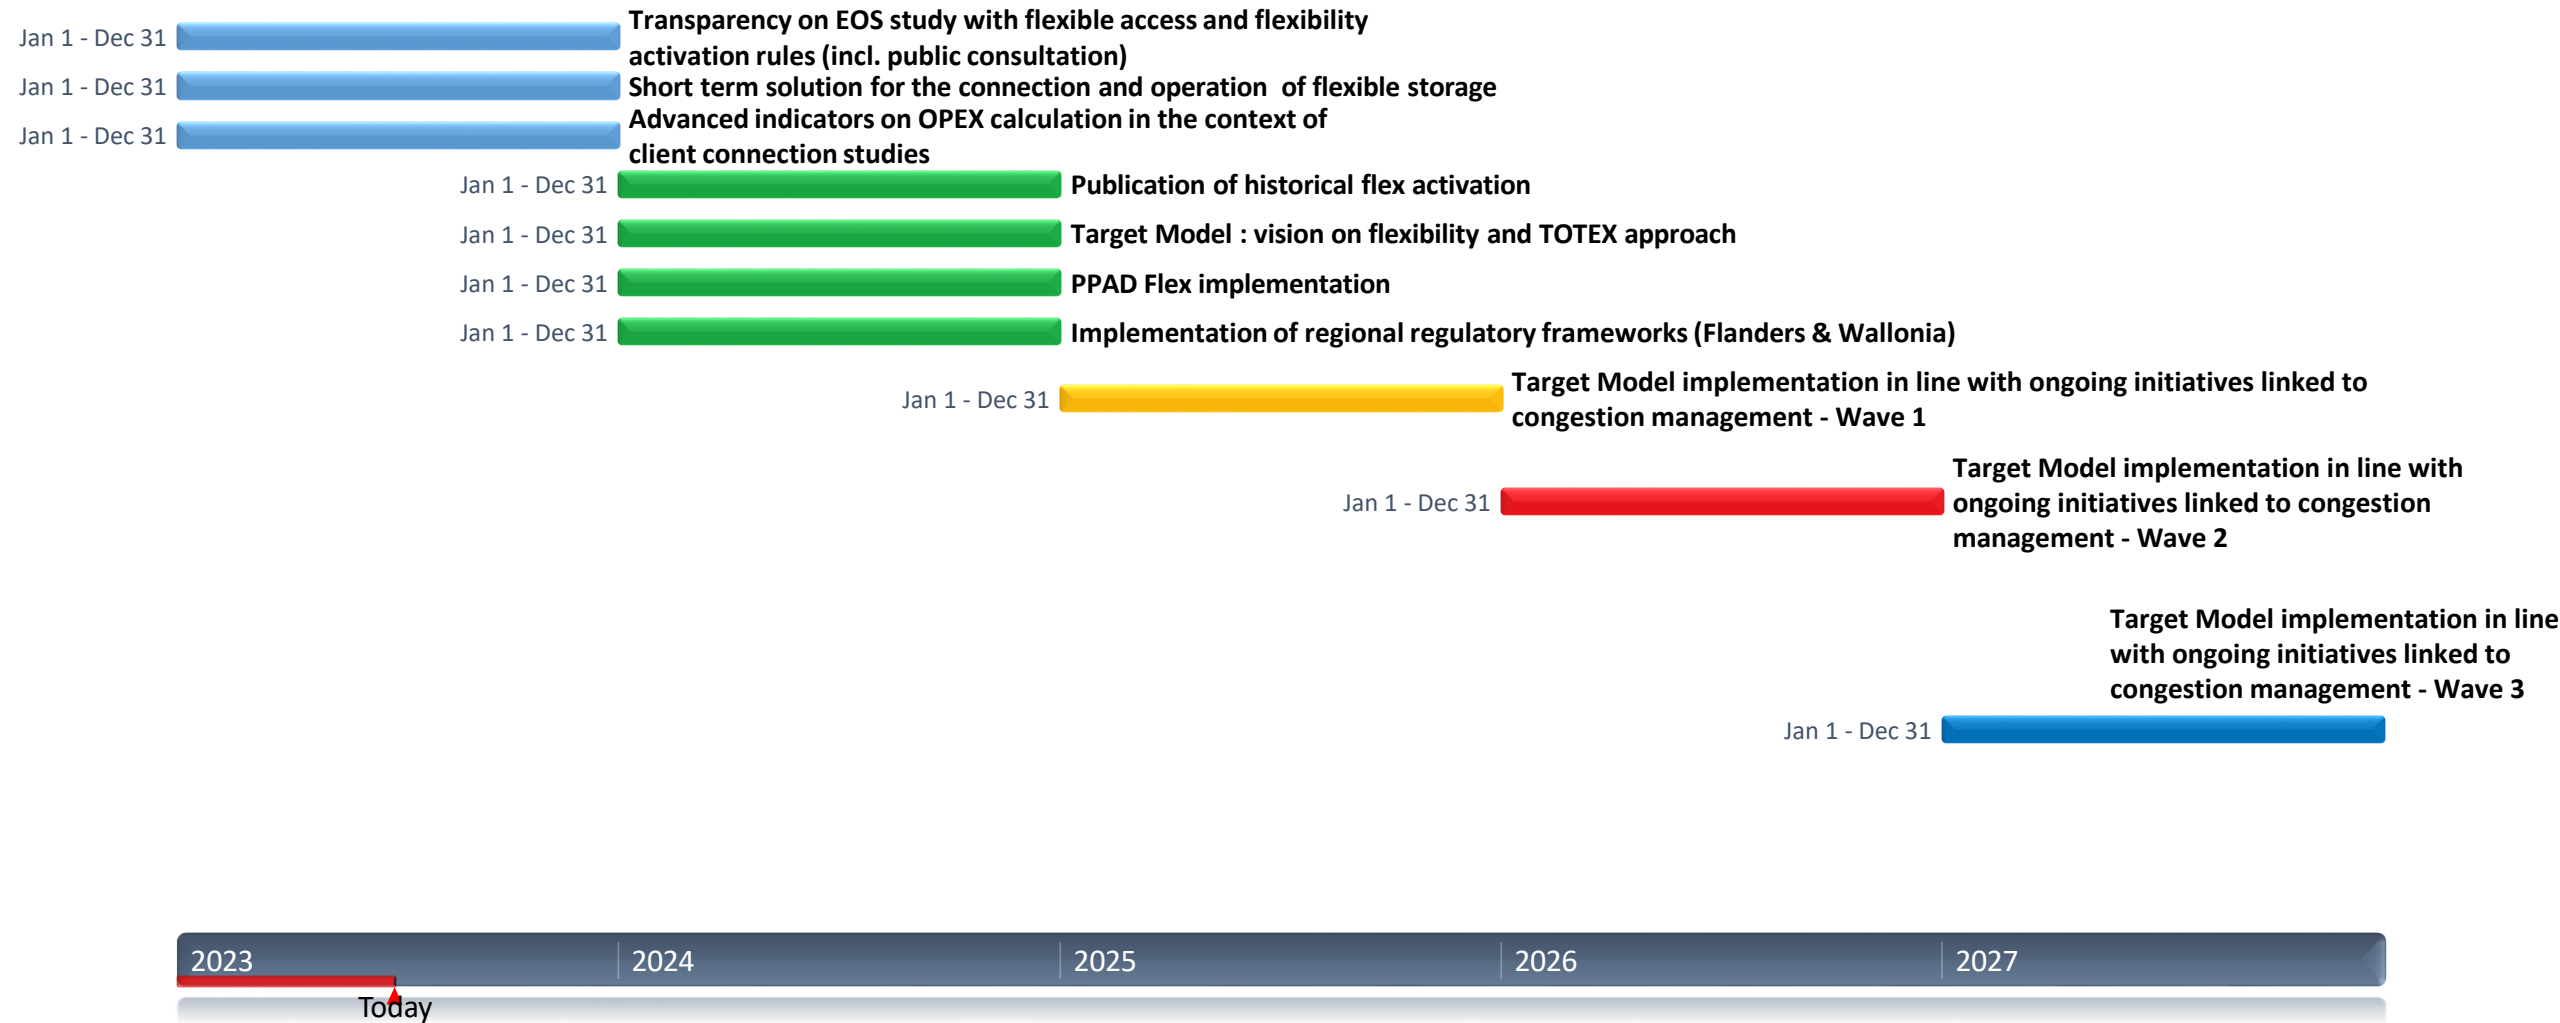 Transparency on EOS study with flexible access and flexibility
Jan 1 - Dec 31
activation rules (incl. public consultation)
Jan 1 - Dec 31 Short term solution for the connection and operation  of flexible storage
Advanced indicators on OPEX calculation in the context of
Jan 1 - Dec 31
client connection studies
Jan 1 - Dec 31 Publication of historical flex activation
Jan 1 - Dec 31 Target Model : vision on flexibility and TOTEX approach
Jan 1 - Dec 31 PPAD Flex implementation
Jan 1 - Dec 31 Implementation of regional regulatory frameworks (Flanders & Wallonia)
Target Model implementation in line with ongoing initiatives linked to
Jan 1 - Dec 31
congestion management - Wave 1
Target Model implementation in line with
Jan 1 - Dec 31 ongoing initiatives linked to congestion
management - Wave 2
Target Model implementation in line
with ongoing initiatives linked to
congestion management - Wave 3
Jan 1 - Dec 31
2023 2024 2025 2026 2027
Today